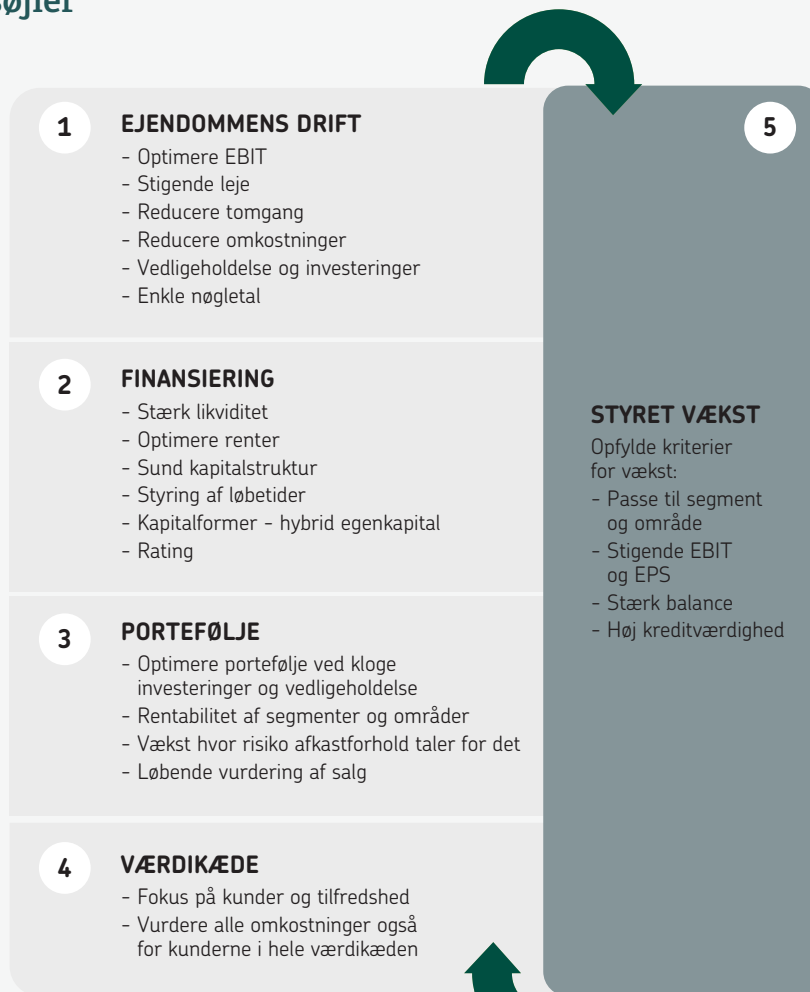 søjler
1
EJENDOMMENS DRIFT
- Optimere EBIT
- Stigende leje
- Reducere tomgang
- Reducere omkostninger
- Vedligeholdelse og investeringer
- Enkle nøgletal
2
FINANSIERING
- Stærk likviditet
- Optimere renter
- Sund kapitalstruktur
- Styring af løbetider
- Kapitalformer - hybrid egenkapital
- Rating
3
PORTEFØLJE
- Optimere portefølje ved kloge
investeringer og vedligeholdelse
- Rentabilitet af segmenter og områder
- Vækst hvor risiko afkastforhold taler for det
- Løbende vurdering af salg
4
VÆRDIKÆDE
- Fokus på kunder og tilfredshed
- Vurdere alle omkostninger også
for kunderne i hele værdikæden
5
STYRET VÆKST
Opfylde kriterier
for vækst:
- Passe til segment
og område
- Stigende EBIT
og EPS
- Stærk balance
- Høj kreditværdighed